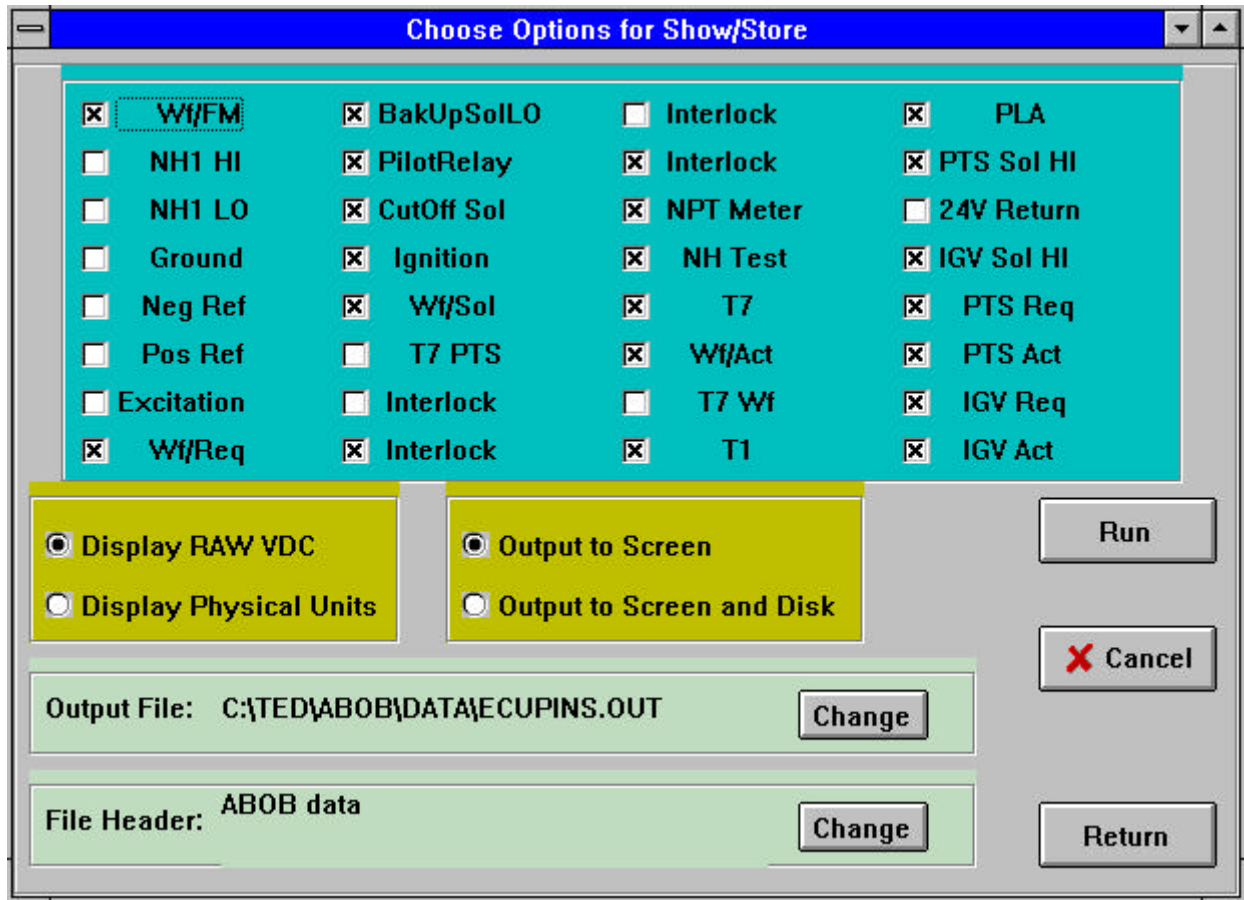 Choose Options for Show/Store
Wf/FM BakUpSolLO Interlock PLA
NH1 HI PilotRelay Interlock PTS Sol HI
NH1 LO CutOff Sol NPT Meter 24V Return
Ground Ignition NH Test IGV Sol HI
Neg Ref Wf/Sol T7 PTS Req
Pos Ref T7 PTS Wf/Act PTS Act
Excitation Interlock T7 Wf IGV Req
Wf/Req Interlock T1 IGV Act
Display RAW VDC
Display Physical Units
Output to Screen
Output to Screen and Disk
Run
Cancel
Output File: C:\TED\ABOB\DATA\ECUPINS.OUT Change
File Header: ABOB data Change
Return